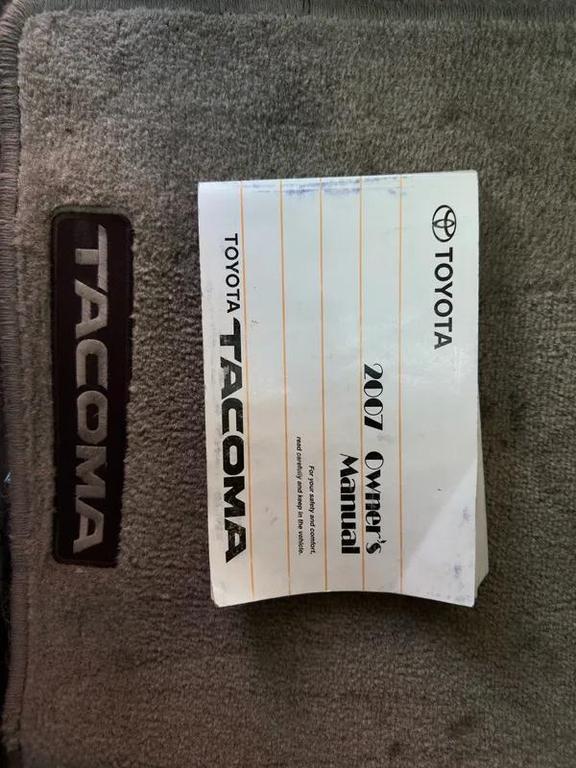 TOYOTA
2007 Owner's
Manual
For your safety and comfort,
read carefully and keep in the vehicle.
TOYOTA TACOMA
TACOMA